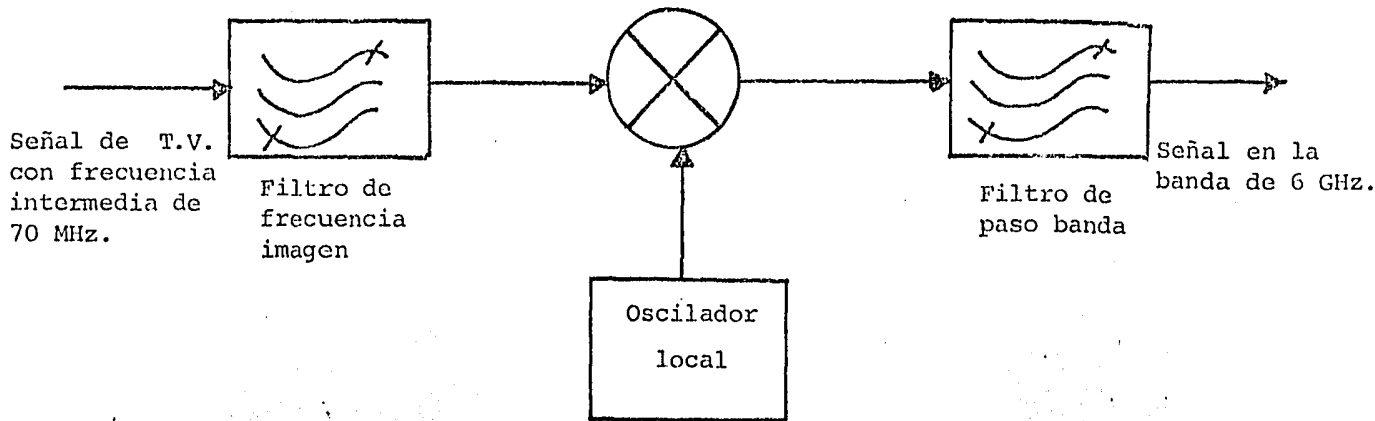 Señal de T.V.
con frecuencia
intermedia de
70 MHz.
Filtro de
frecuencia
imagen
Oscilador
local
Filtro de
paso banda
Señal en la
banda de 6 GHz.